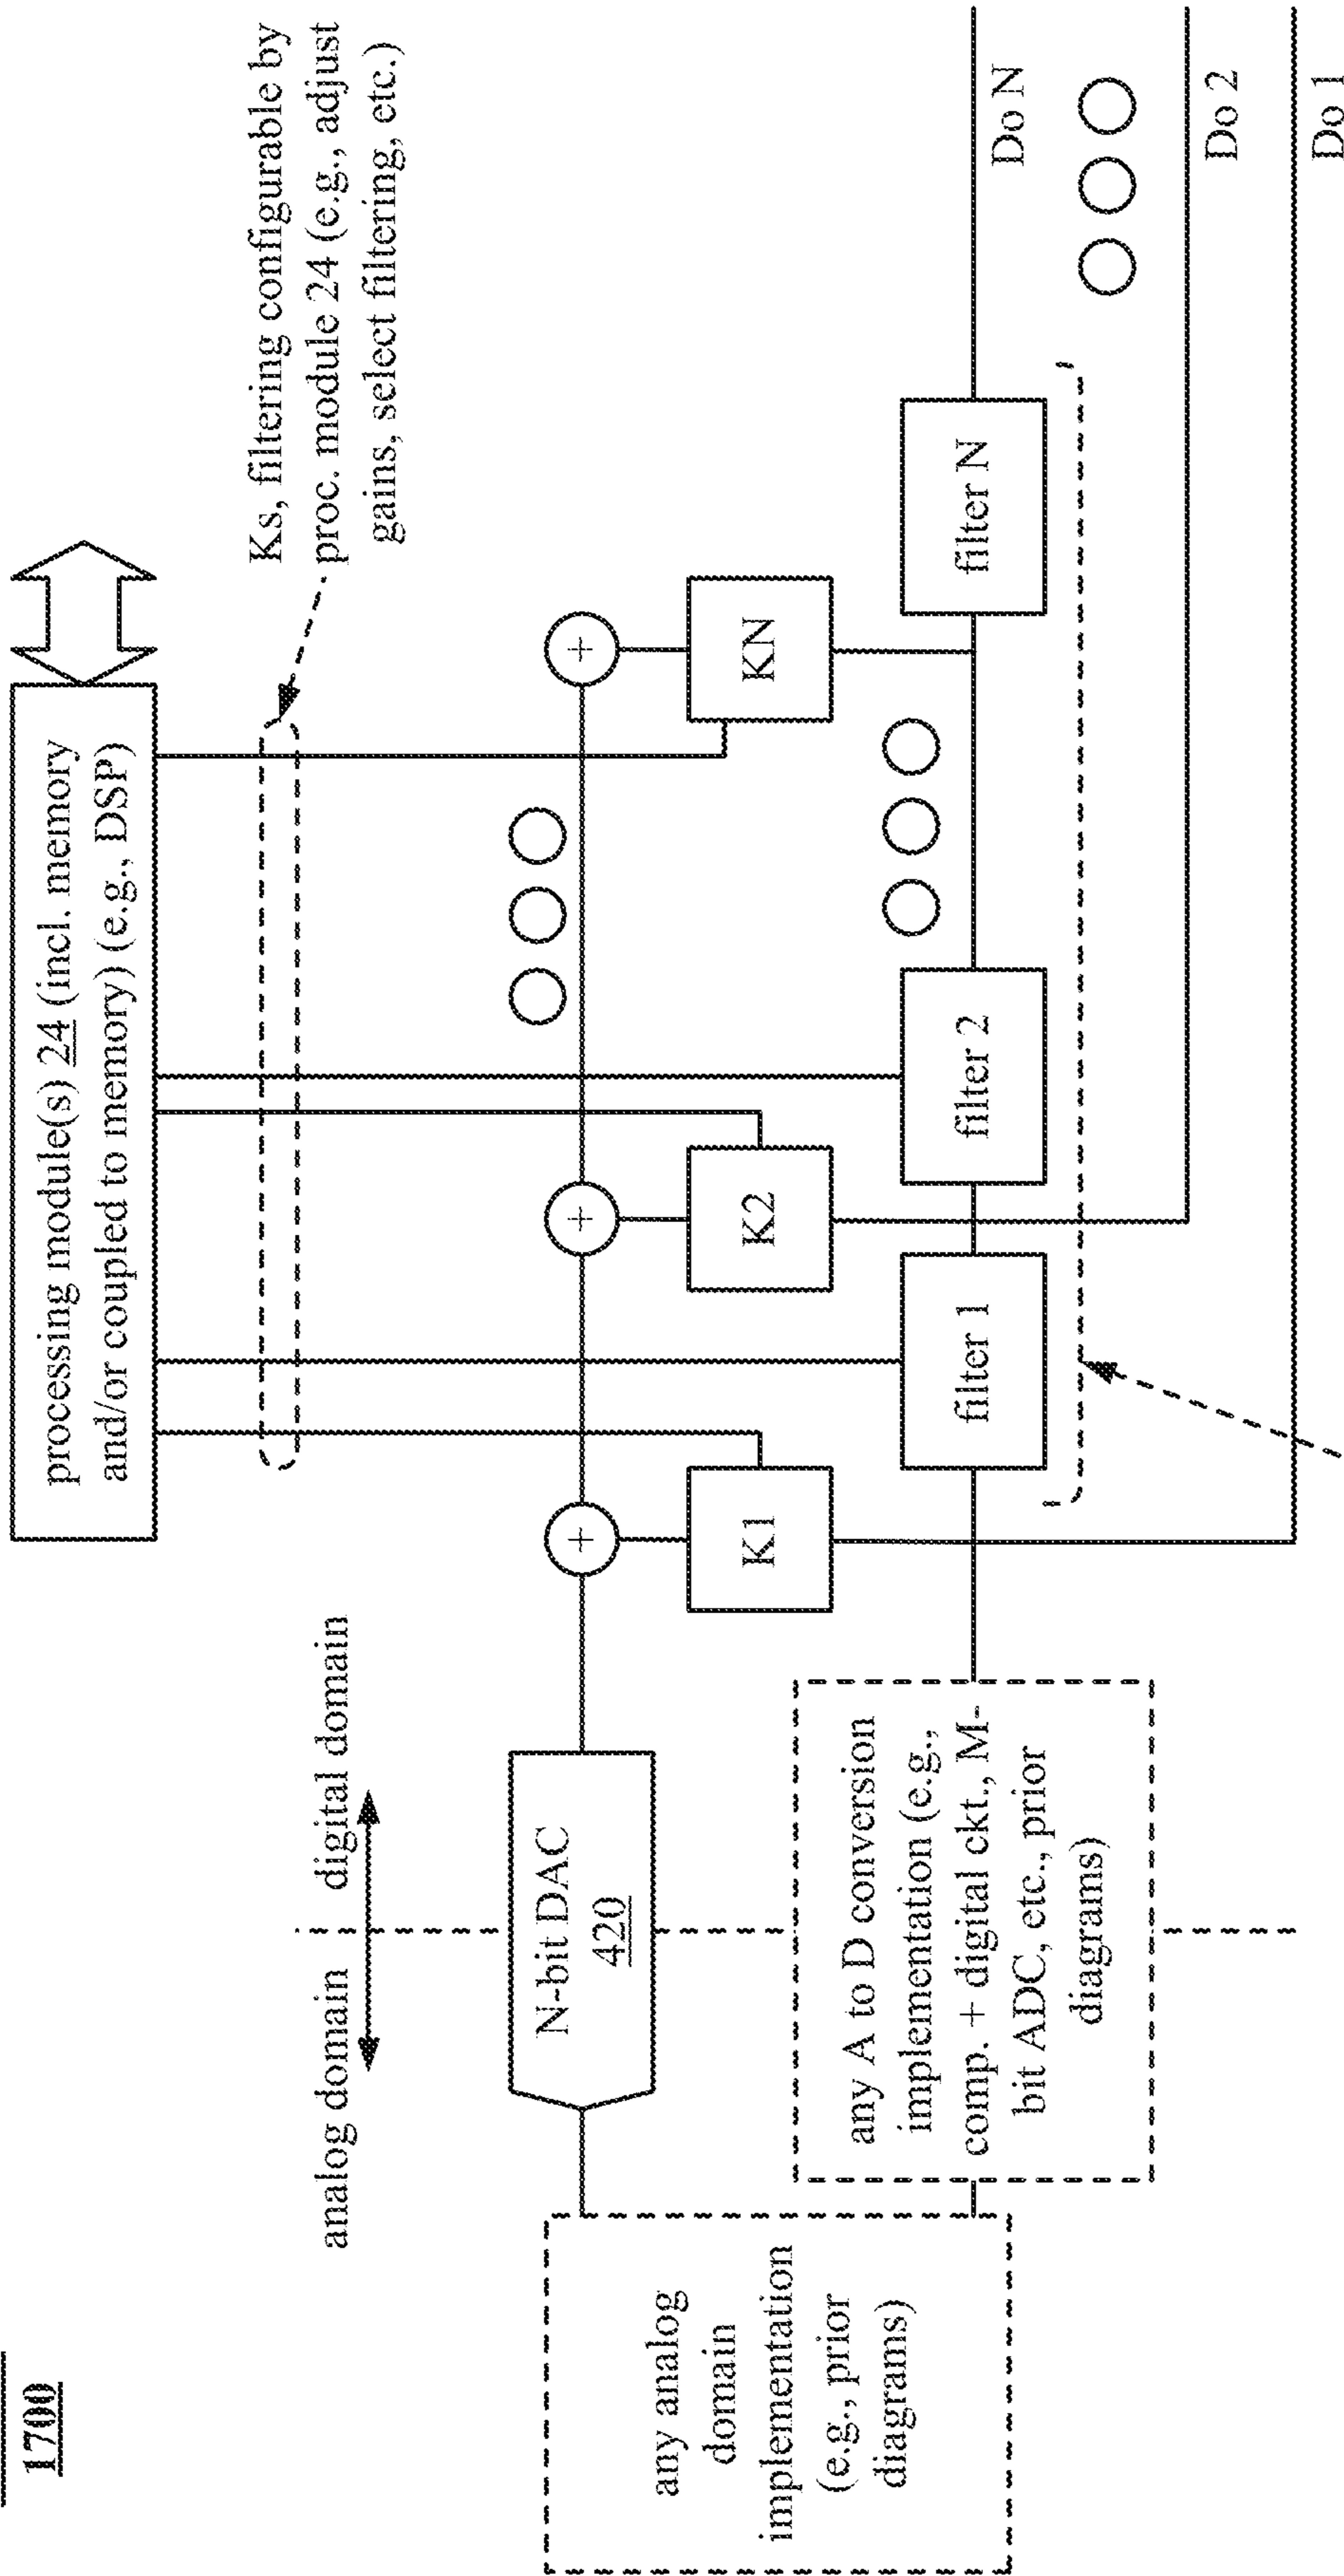 1700
processing module(s) 24 (incl. memory
and/or coupled to memory) (e.g., DSP)
Ks, filtering configurable by
proc. module 24 (e.g., adjust
gains, select filtering, etc.)
analog domain
digital domain
N-bit DAC
420
+
+
+
K1
K2
KN
any analog
domain
implementation
(e.g., prior
diagrams)
any A to D conversion
implementation (e.g.,
comp. + digital ckt., M-
bit ADC, etc., prior
diagrams)
filter 1
filter 2
filter N
Do N
Do 2
Do 1